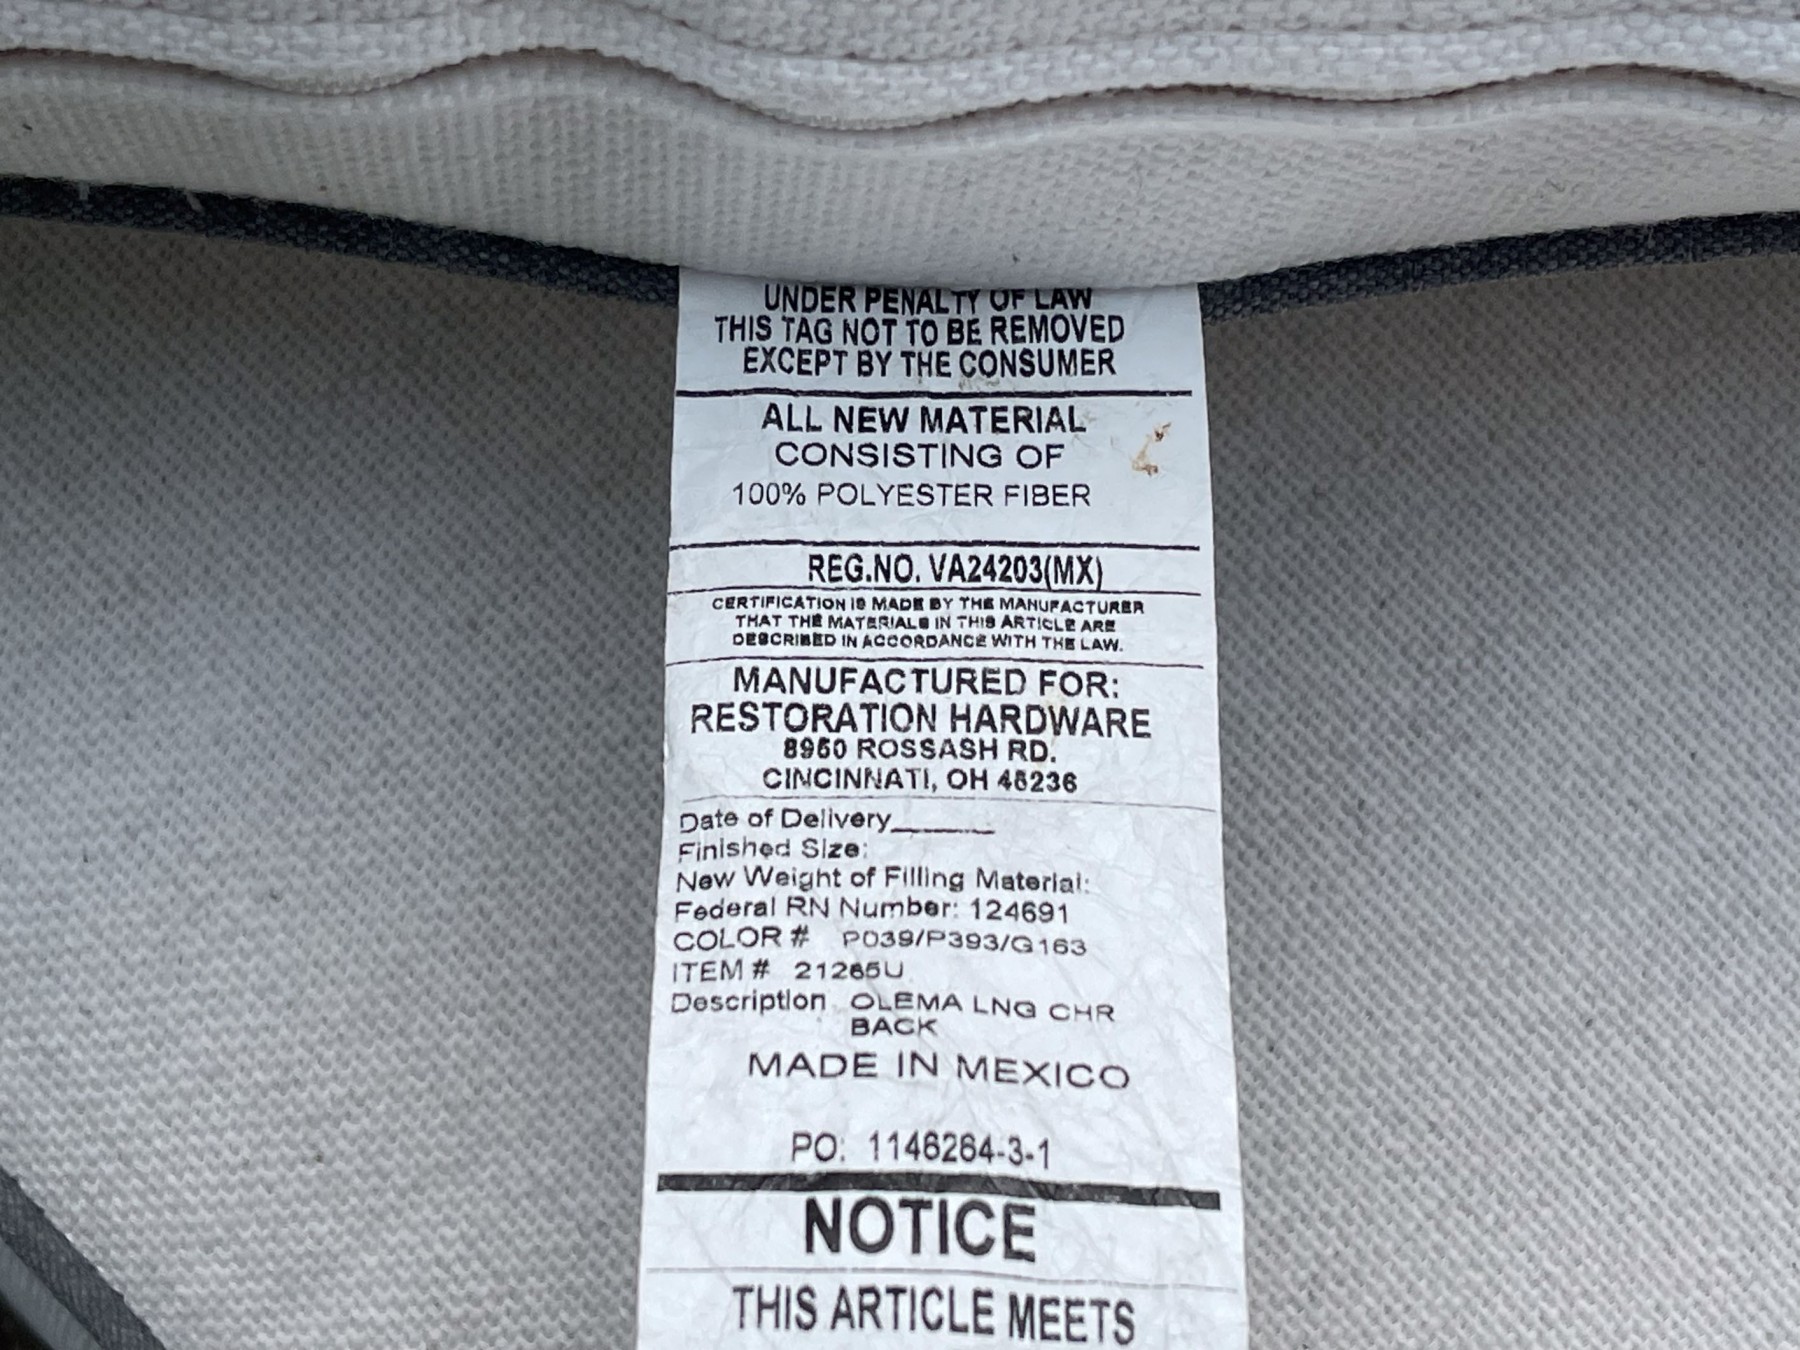 UNDER PENALTY OF LAW
THIS TAG NOT TO BE REMOVED
EXCEPT BY THE CONSUMER
ALL NEW MATERIAL
CONSISTING OF
100% POLYESTER FIBER
REG.NO. VA24203(MX)
CERTIFICATION IS MADE BY THE MANUFACTURER
THAT THE MATERIALS IN THIS ARTICLE ARE
DESCRIBED IN ACCORDANCE WITH THE LAW.
MANUFACTURED FOR:
RESTORATION HARDWARE
8950 ROSSASH RD.
CINCINNATI, OH 45236
Date of Delivery______
Finished Size:
New Weight of Filling Material:
Federal RN Number: 124691
COLOR # P039/P393/G163
ITEM # 21265U
Description OLEMA LNG CHR
BACK
MADE IN MEXICO
PO: 1146264-3-1
NOTICE
THIS ARTICLE MEETS